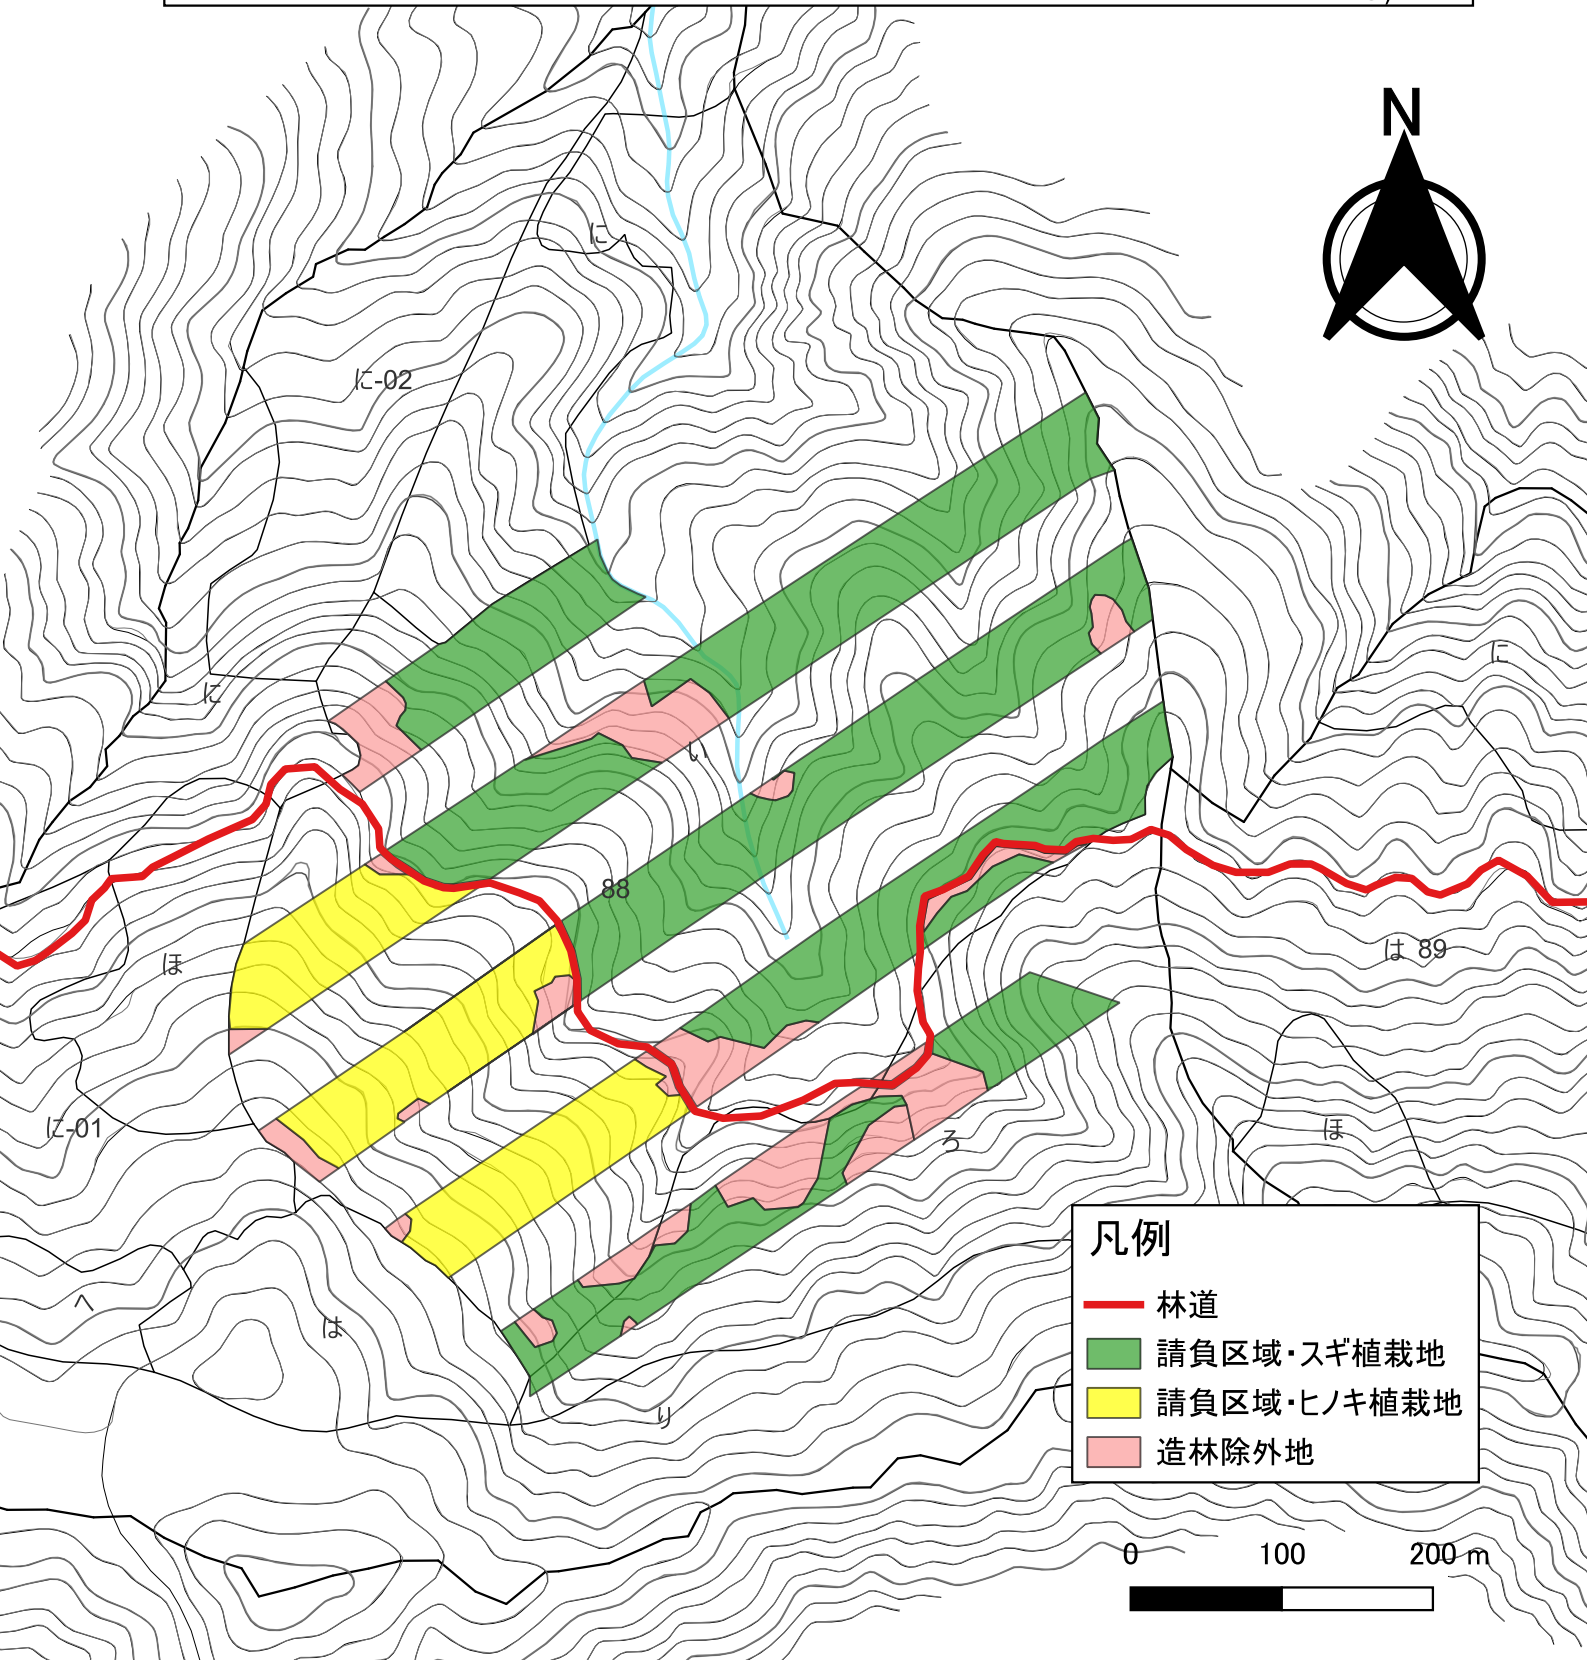 N
に
に-02
に
に
い
88
ほ
は 89
に-01
ほ
ろ
へ
は
り
凡例
林道
請負区域・スギ植栽地
請負区域・ヒノキ植栽地
造林除外地
0 100 200 m